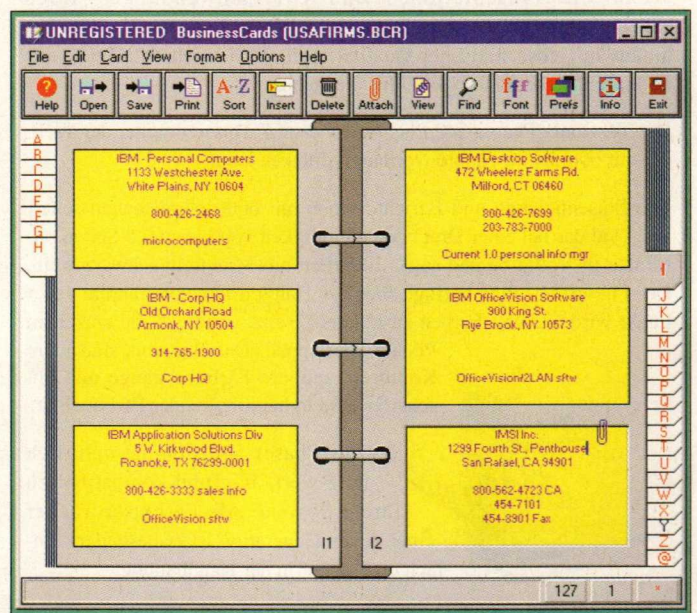 UNREGISTERED BusinessCards (USAFIRMS.BCR)
File Edit Card View Format Options Help
A··Z fff
Help Open Save Print Sort Insert Delete Attach View Find Font Prefs Info Exit
A
B
C
D
E
F
G
H
IBM - Personal Computers
1133 Westchester Ave.
White Plains, NY 10604
800-426-2468
microcomputers
IBM - Corp HQ
Old Orchard Road
Armonk, NY 10504
914-765-1900
Corp HQ
IBM Application Solutions Div
5 W. Kirkwood Blvd.
Roanoke, TX 76299-0001
800-426-3333 sales info
OfficeVision sftw
I1
IBM Desktop Software
472 Wheelers Farms Rd.
Milford, CT 06460
800-426-7699
203-783-7000
Current 1.0 personal info mgr
IBM OfficeVision Software
900 King St.
Rye Brook, NY 10573
OfficeVision/2LAN sftw
IMSI Inc.
1299 Fourth St., Penthouse
San Rafael, CA 94901
800-562-4723 CA
454-7101
454-8901 Fax
I2
I
J
K
L
M
N
O
P
Q
R
S
T
U
V
W
X
Y
Z
@
127 1 *